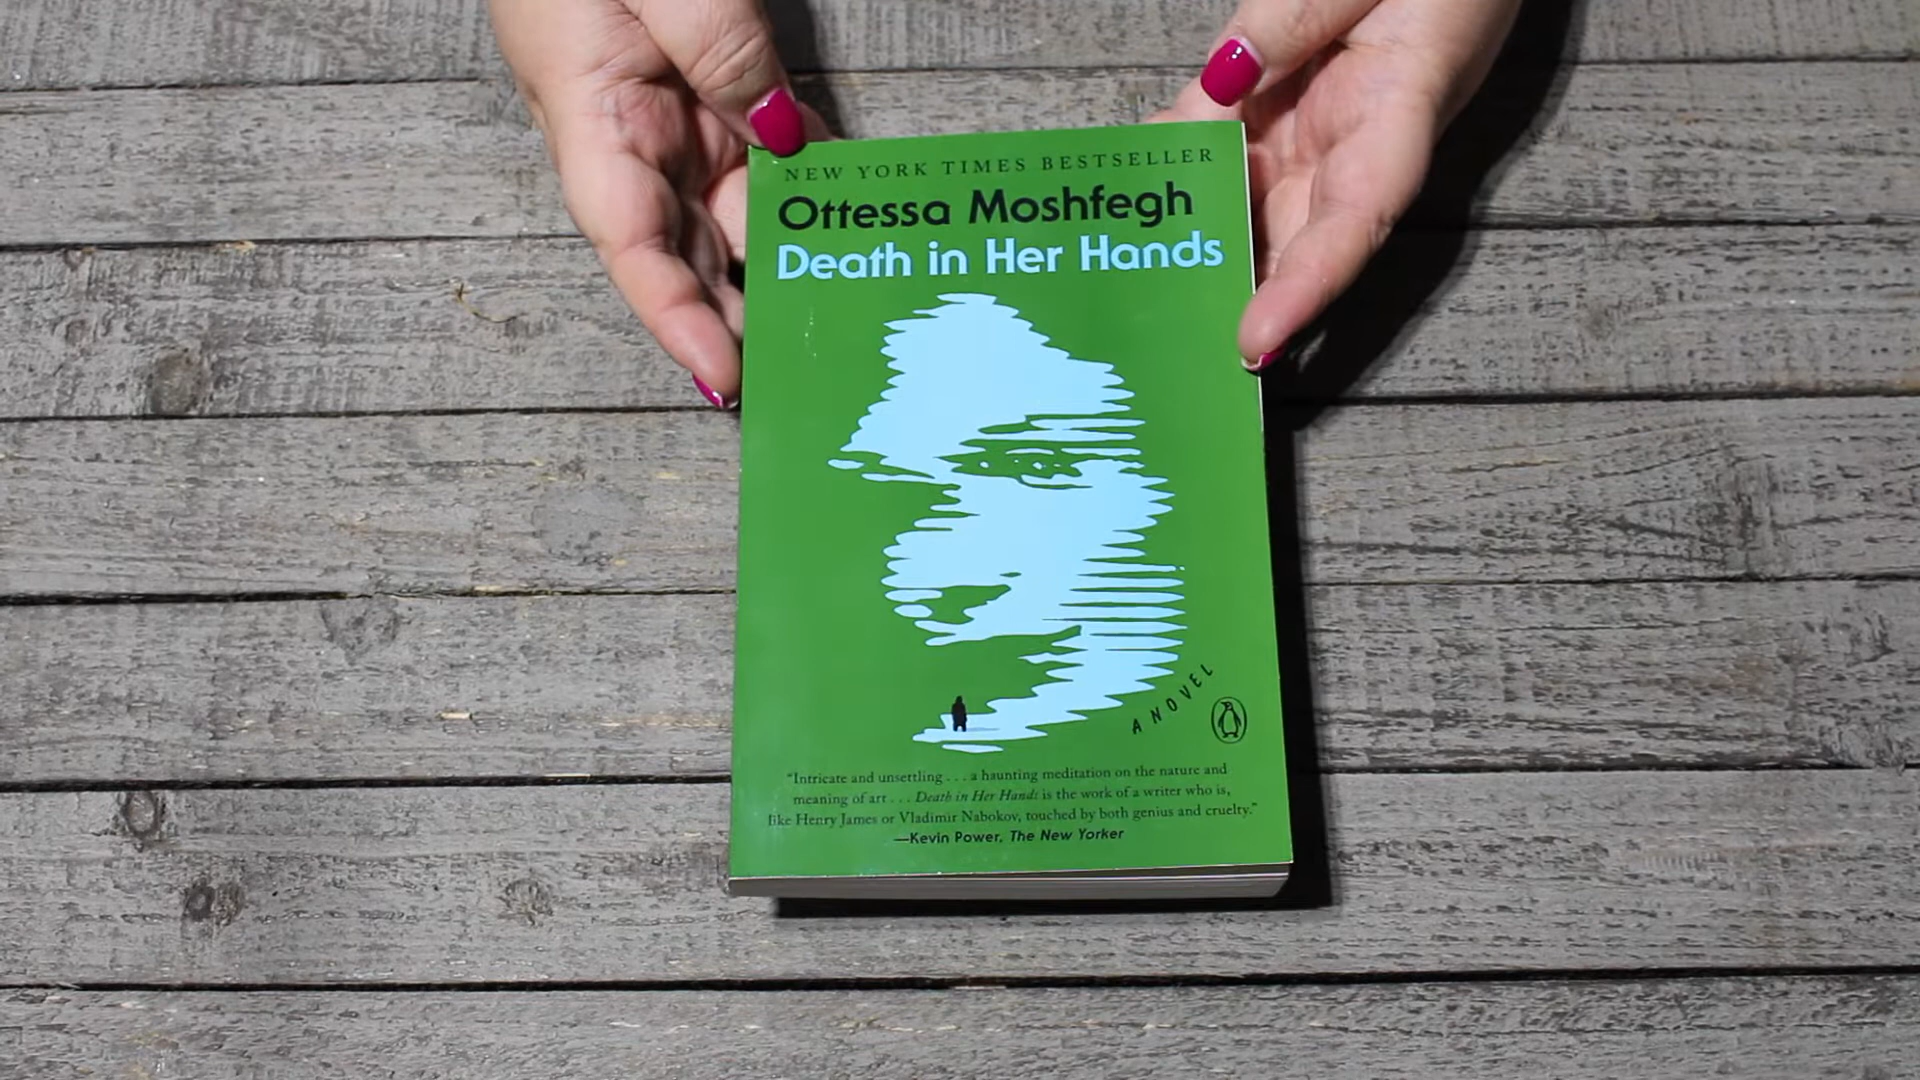 NEW YORK TIMES BESTSELLER
Ottessa Moshfegh
Death in Her Hands
A NOVEL
“Intricate and unsettling . . . a haunting meditation on the nature and
meaning of art . . . Death in Her Hands is the work of a writer who is,
like Henry James or Vladimir Nabokov, touched by both genius and cruelty.”
—Kevin Power, The New Yorker